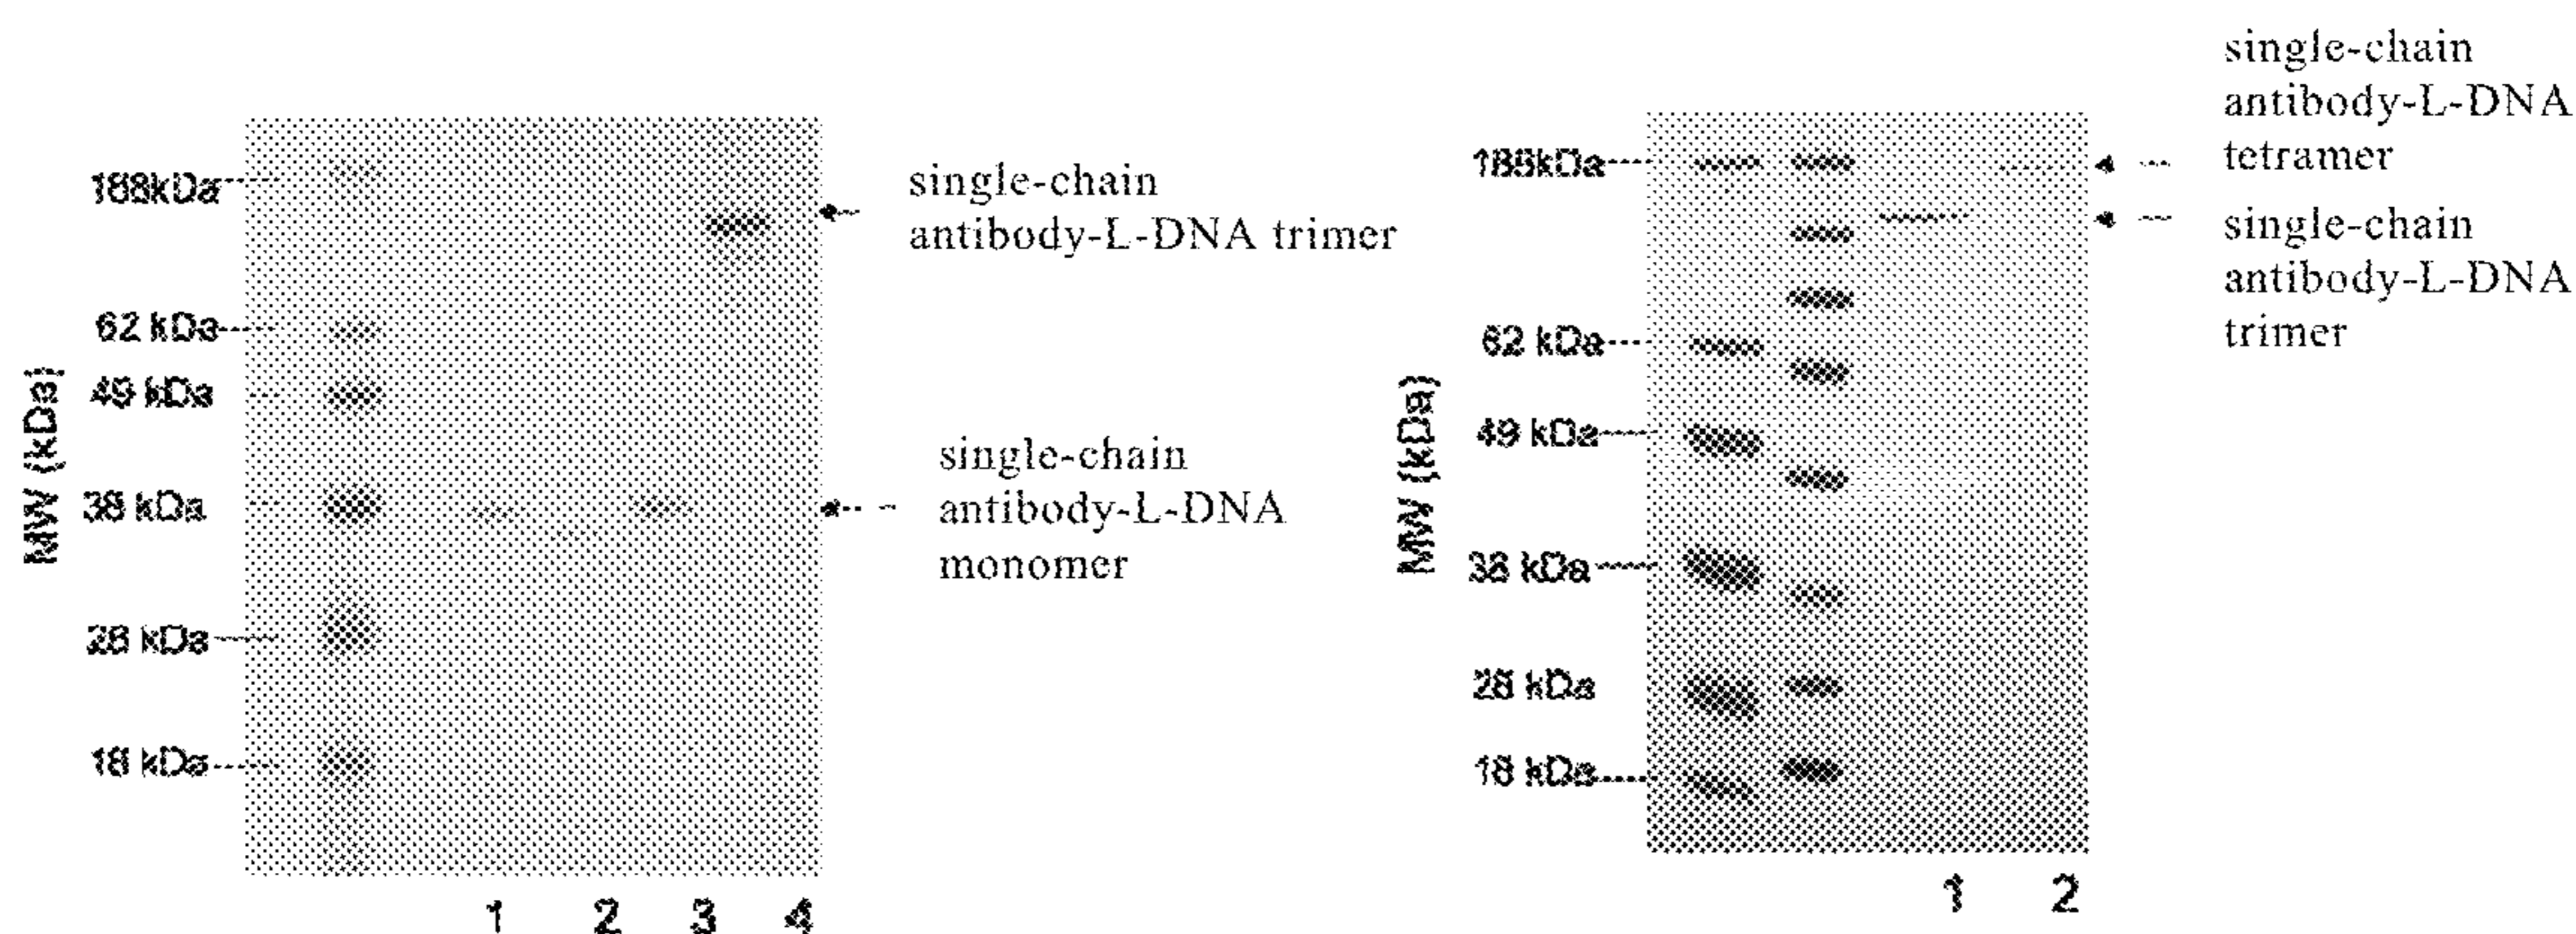 188kDa
62 kDa
49 kDa
38 kDa
28 kDa
18 kDa
MW (kDa)
1 2 3 4
single-chain
antibody-L-DNA trimer
single-chain
antibody-L-DNA
monomer
188kDa
62 kDa
49 kDa
38 kDa
28 kDa
18 kDa
MW (kDa)
1 2
single-chain
antibody-L-DNA
tetramer
single-chain
antibody-L-DNA
trimer